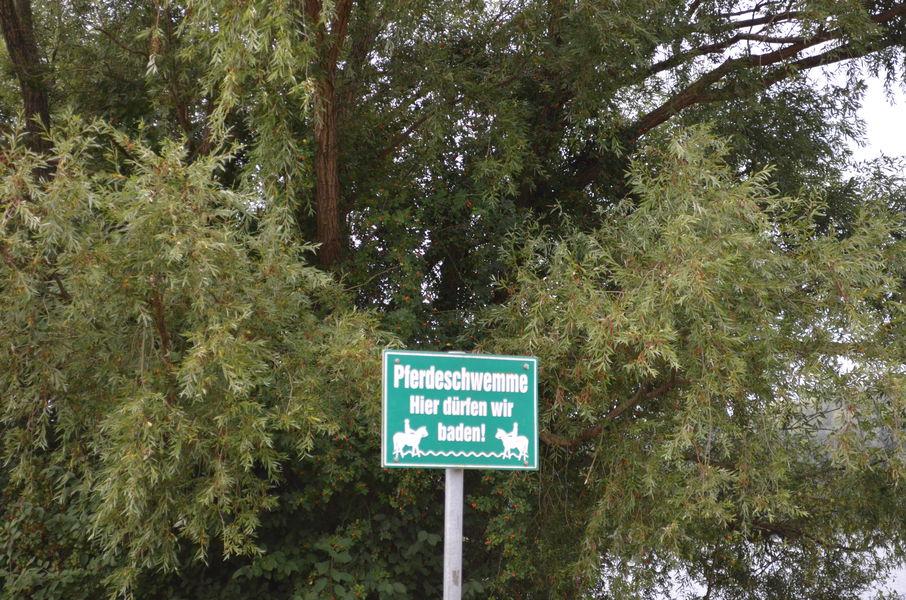 Pferdeschwemme
Hier dürfen wir
baden!